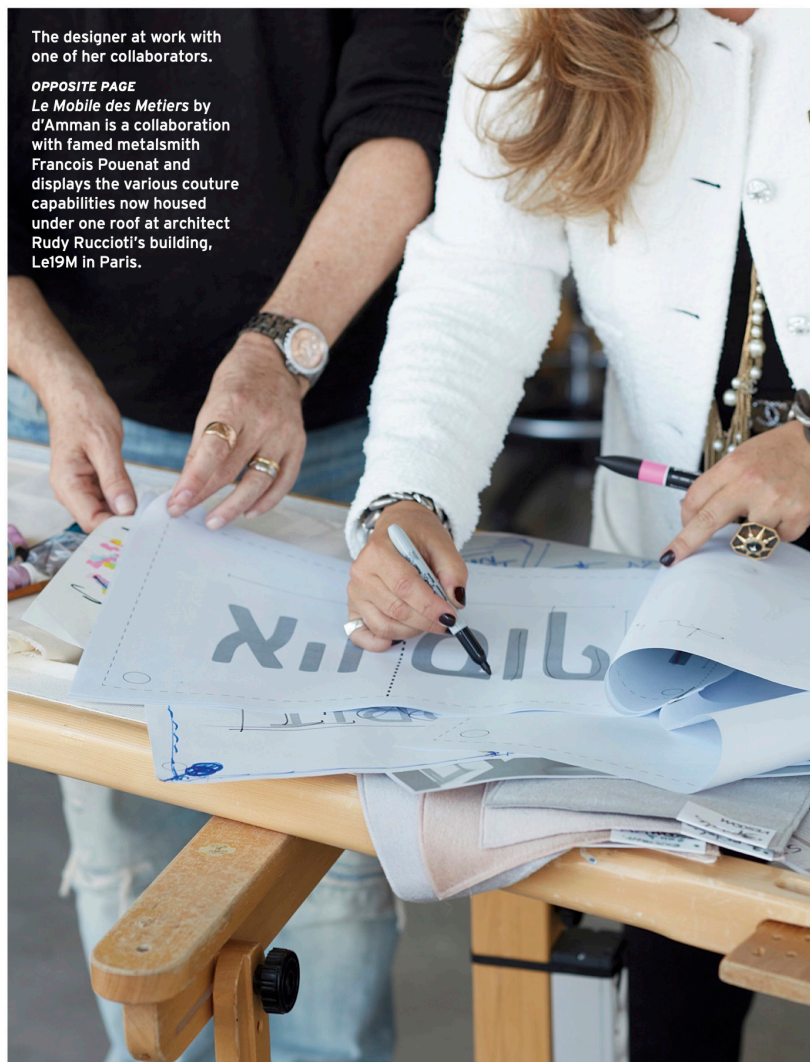 The designer at work with
one of her collaborators.
OPPOSITE PAGE
Le Mobile des Metiers by
d’Amman is a collaboration
with famed metalsmith
Francois Pouenat and
displays the various couture
capabilities now housed
under one roof at architect
Rudy Ruccioti’s building,
Le19M in Paris.